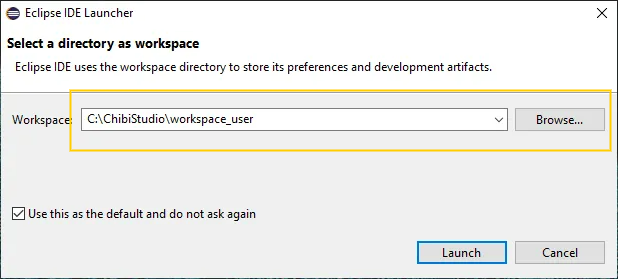 Eclipse IDE Launcher
Select a directory as workspace
Eclipse IDE uses the workspace directory to store its preferences and development artifacts.
Workspace: C:\ChibiStudio\workspace_user Browse...
Use this as the default and do not ask again
Launch Cancel